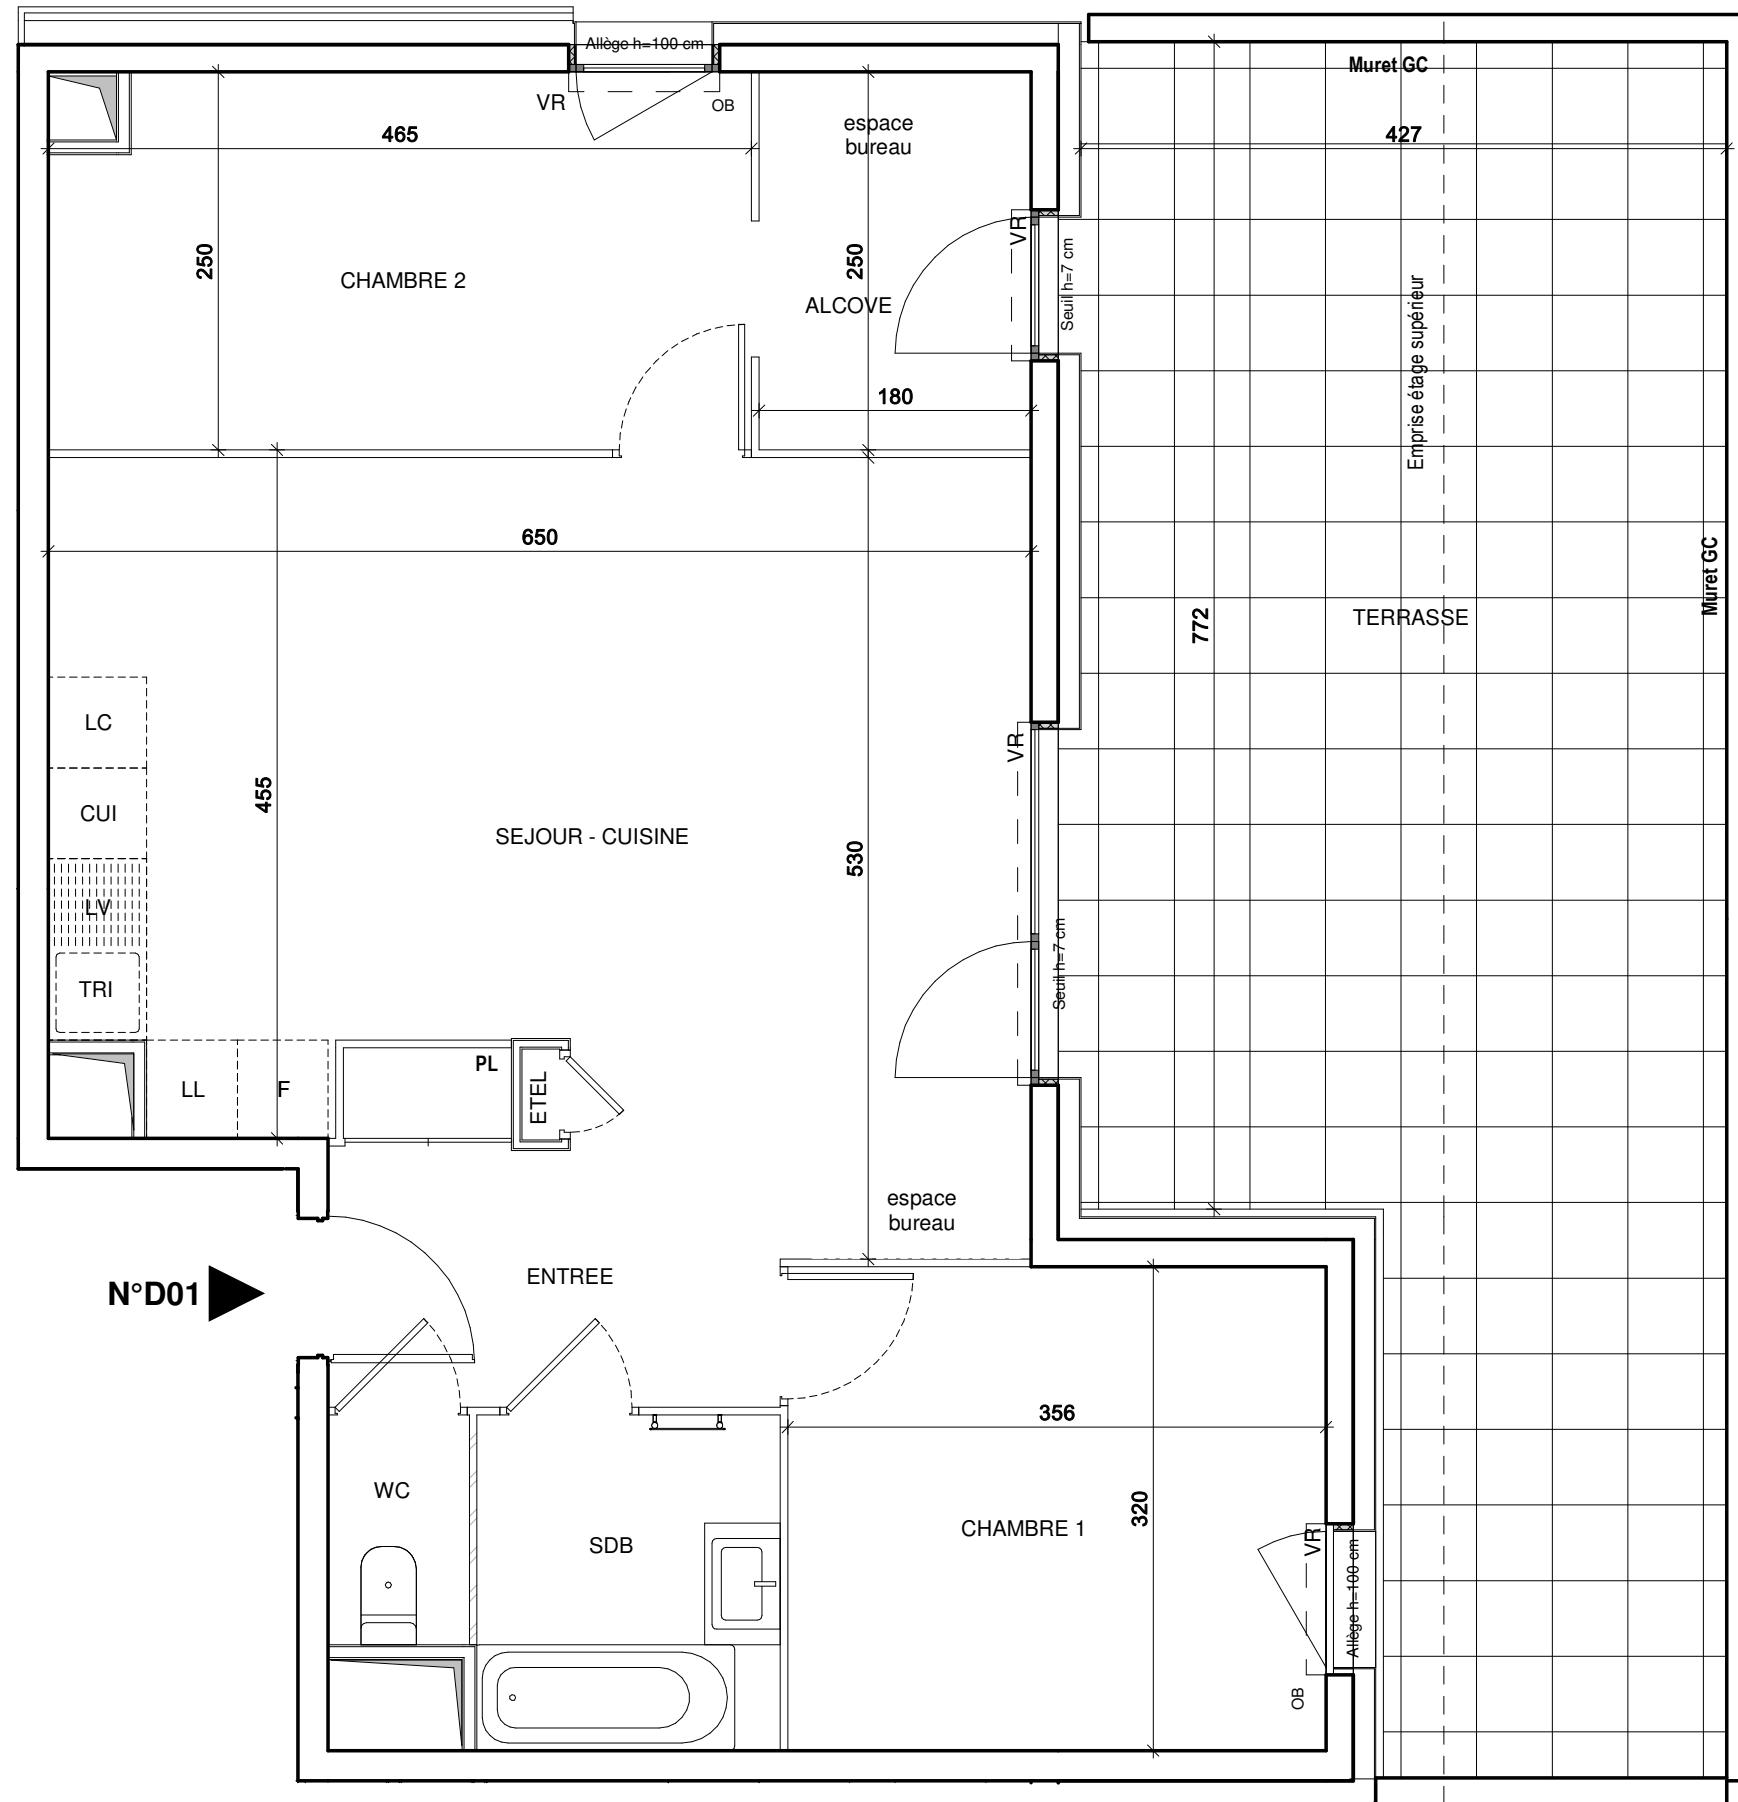 Allège h=100 cm
Muret GC
VR
OB
espace
bureau
465
427
VR
250
250
Seuil h=7 cm
CHAMBRE 2
ALCOVE
Emprise étage supérieur
180
650
Muret GC
772
TERRASSE
LC
VR
455
CUI
SEJOUR - CUISINE
530
LV
Seuil h=7 cm
TRI
PL
LL
F
ETEL
espace
bureau
N°D01
ENTREE
356
WC
320
CHAMBRE 1
SDB
VR
Allège h=100 cm
OB